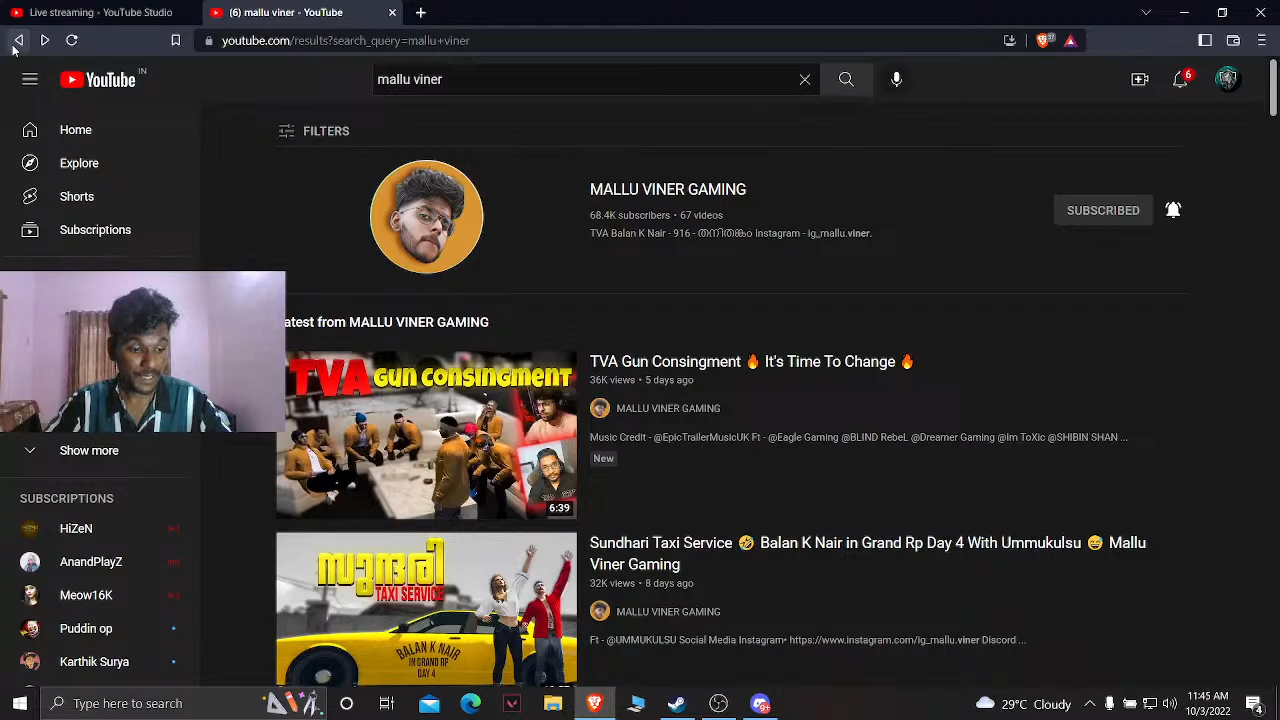 Live streaming - YouTube Studio
(6) mallu viner - YouTube
youtube.com/results?search_query=mallu+viner
37
YouTube IN
mallu viner
6
Home
FILTERS
Explore
Shorts
Subscriptions
MALLU VINER GAMING
68.4K subscribers • 67 videos
SUBSCRIBED
TVA Balan K Nair - 916 - Instagram - ig_mallu.viner.
atest from MALLU VINER GAMING
TVA GUN CONSINGMENT
6:39
TVA Gun Consingment 🔥 It's Time To Change 🔥
36K views • 5 days ago
MALLU VINER GAMING
Music Credit - @EpicTrailerMusicUK Ft - @Eagle Gaming @BLIND RebeL @Dreamer Gaming @Im ToXic @SHIBIN SHAN ...
New
Show more
SUBSCRIPTIONS
HiZeN
AndPlayZ
Meow16K
Puddin op
Karthik Surya
സുന്ദരി
TAXI SERVICE
BALAN K NAIR
IN GRAND RP
DAY 4
Sundhari Taxi Service 🤣 Balan K Nair in Grand Rp Day 4 With Ummukulsu 😄 Mallu
Viner Gaming
32K views • 8 days ago
MALLU VINER GAMING
Ft - @UMMUKULSU Social Media Instagram• https://www.instagram.com/ig_mallu.viner Discord ...
Type here to search
29°C Cloudy
11:45 AM
10/3/2022
4